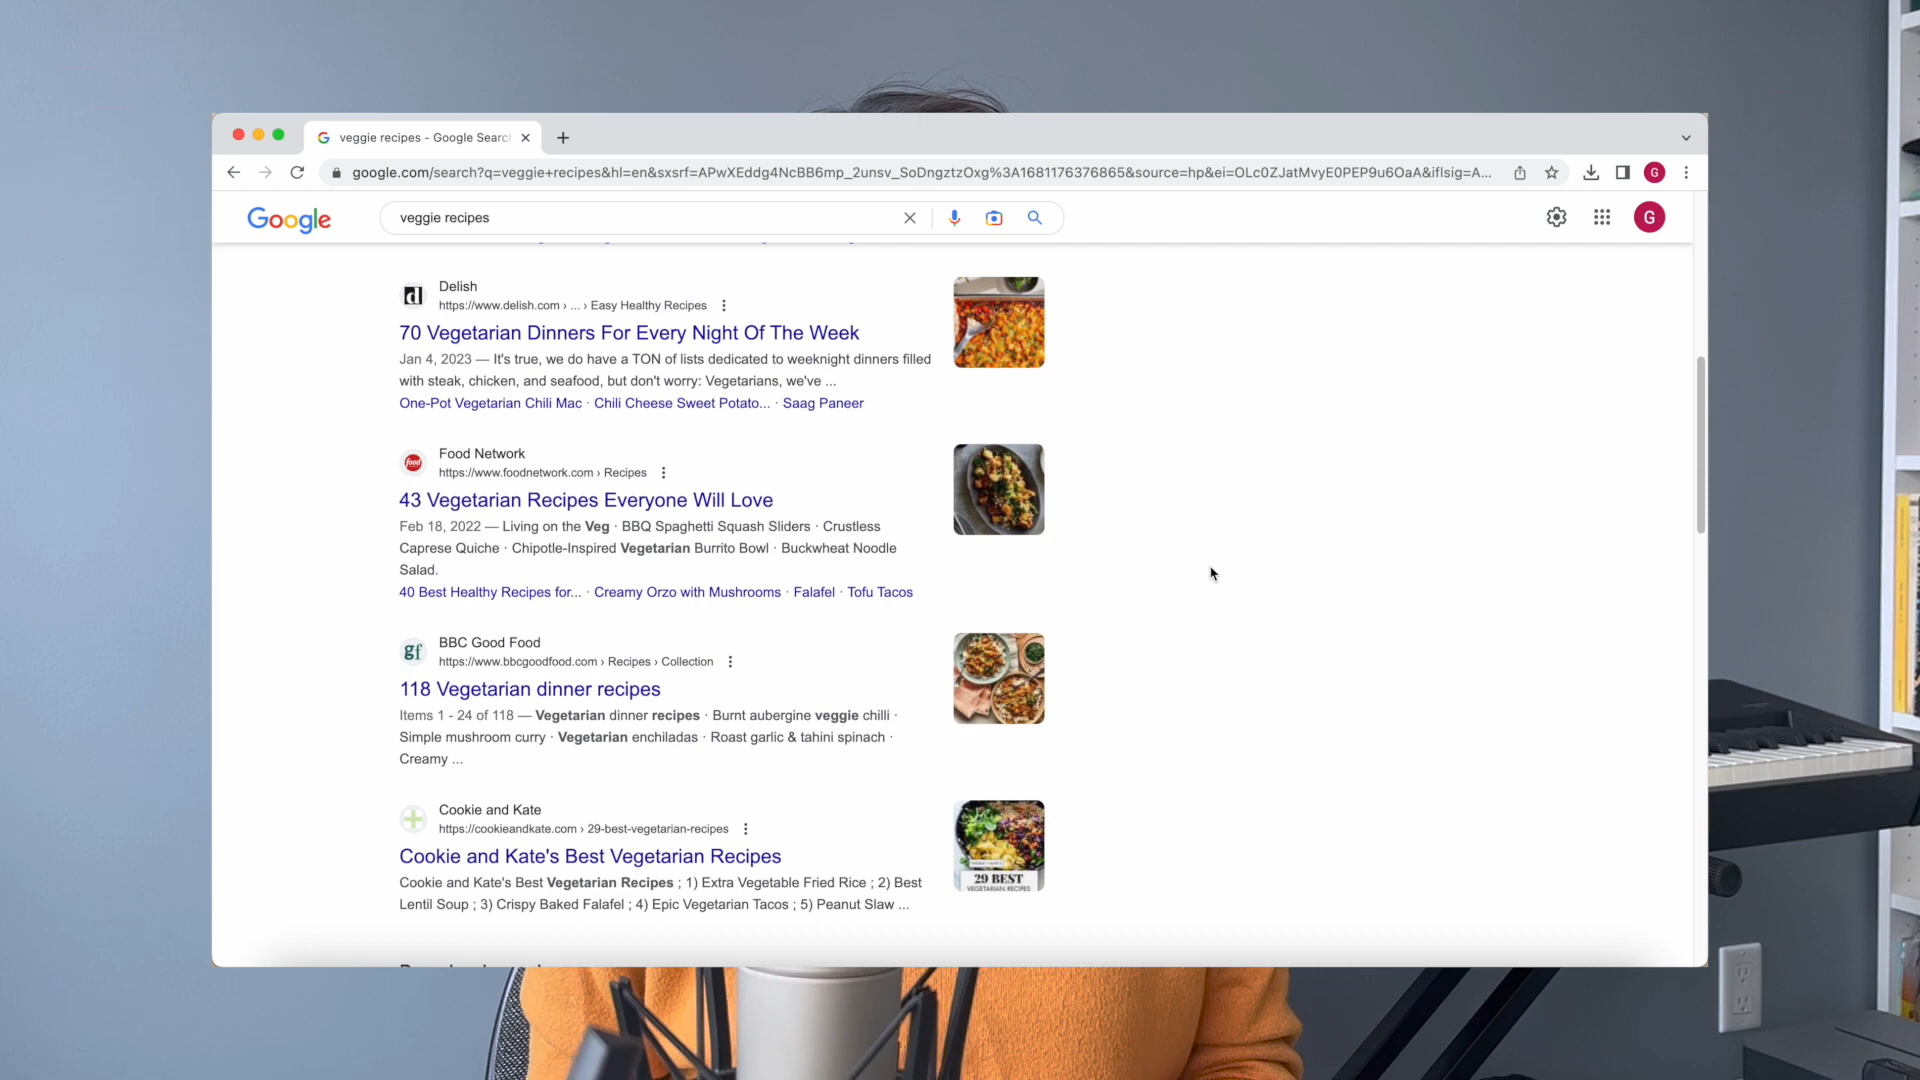 veggie recipes - Google Search
google.com/search?q=veggie+recipes&hl=en&sxsrf=APwXEddg4NcBB6mp_2unsv_SoDngztzOxg%3A1681176376865&source=hp&ei=OLc0ZJatMvyE0PEP9u6OaA&iflsig=A...
G
Google
veggie recipes
G
Delish
https://www.delish.com › ... › Easy Healthy Recipes
70 Vegetarian Dinners For Every Night Of The Week
Jan 4, 2023 — It's true, we do have a TON of lists dedicated to weeknight dinners filled
with steak, chicken, and seafood, but don't worry: Vegetarians, we've ...
One-Pot Vegetarian Chili Mac · Chili Cheese Sweet Potato... · Saag Paneer
food
Food Network
https://www.foodnetwork.com › Recipes
43 Vegetarian Recipes Everyone Will Love
Feb 18, 2022 — Living on the Veg · BBQ Spaghetti Squash Sliders · Crustless
Caprese Quiche · Chipotle-Inspired Vegetarian Burrito Bowl · Buckwheat Noodle
Salad.
40 Best Healthy Recipes for... · Creamy Orzo with Mushrooms · Falafel · Tofu Tacos
gf
BBC Good Food
https://www.bbcgoodfood.com › Recipes › Collection
118 Vegetarian dinner recipes
Items 1 - 24 of 118 — Vegetarian dinner recipes · Burnt aubergine veggie chilli ·
Simple mushroom curry · Vegetarian enchiladas · Roast garlic & tahini spinach ·
Creamy ...
Cookie and Kate
https://cookieandkate.com › 29-best-vegetarian-recipes
Cookie and Kate's Best Vegetarian Recipes
Cookie and Kate's Best Vegetarian Recipes ; 1) Extra Vegetable Fried Rice ; 2) Best
Lentil Soup ; 3) Crispy Baked Falafel ; 4) Epic Vegetarian Tacos ; 5) Peanut Slaw ...
29 BEST
VEGETARIAN RECIPES